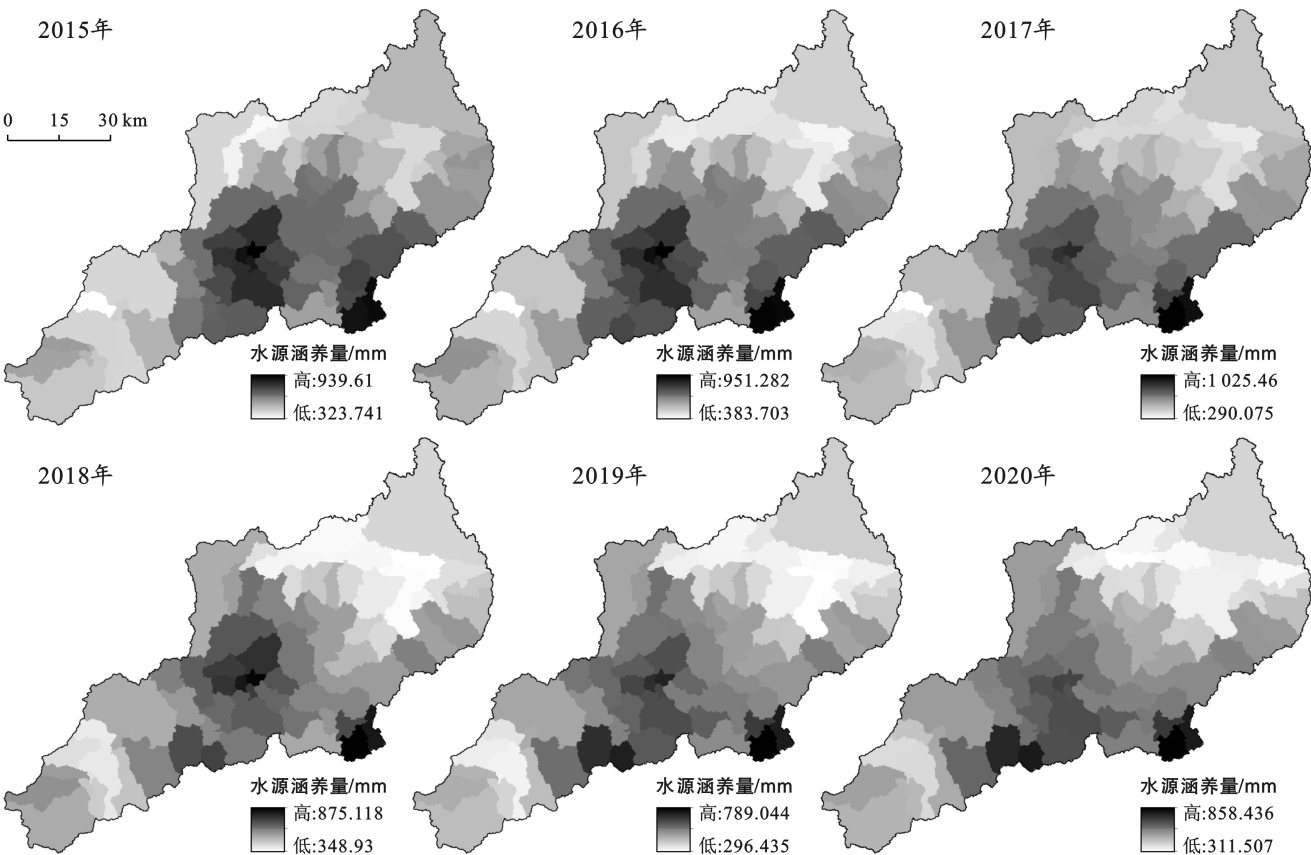 2015年
2016年
2017年
0 15 30 km
水源涵养量/mm
高:939.61
低:323.741
水源涵养量/mm
高:951.282
低:383.703
水源涵养量/mm
高:1 025.46
低:290.075
2018年
2019年
2020年
水源涵养量/mm
高:875.118
低:348.93
水源涵养量/mm
高:789.044
低:296.435
水源涵养量/mm
高:858.436
低:311.507